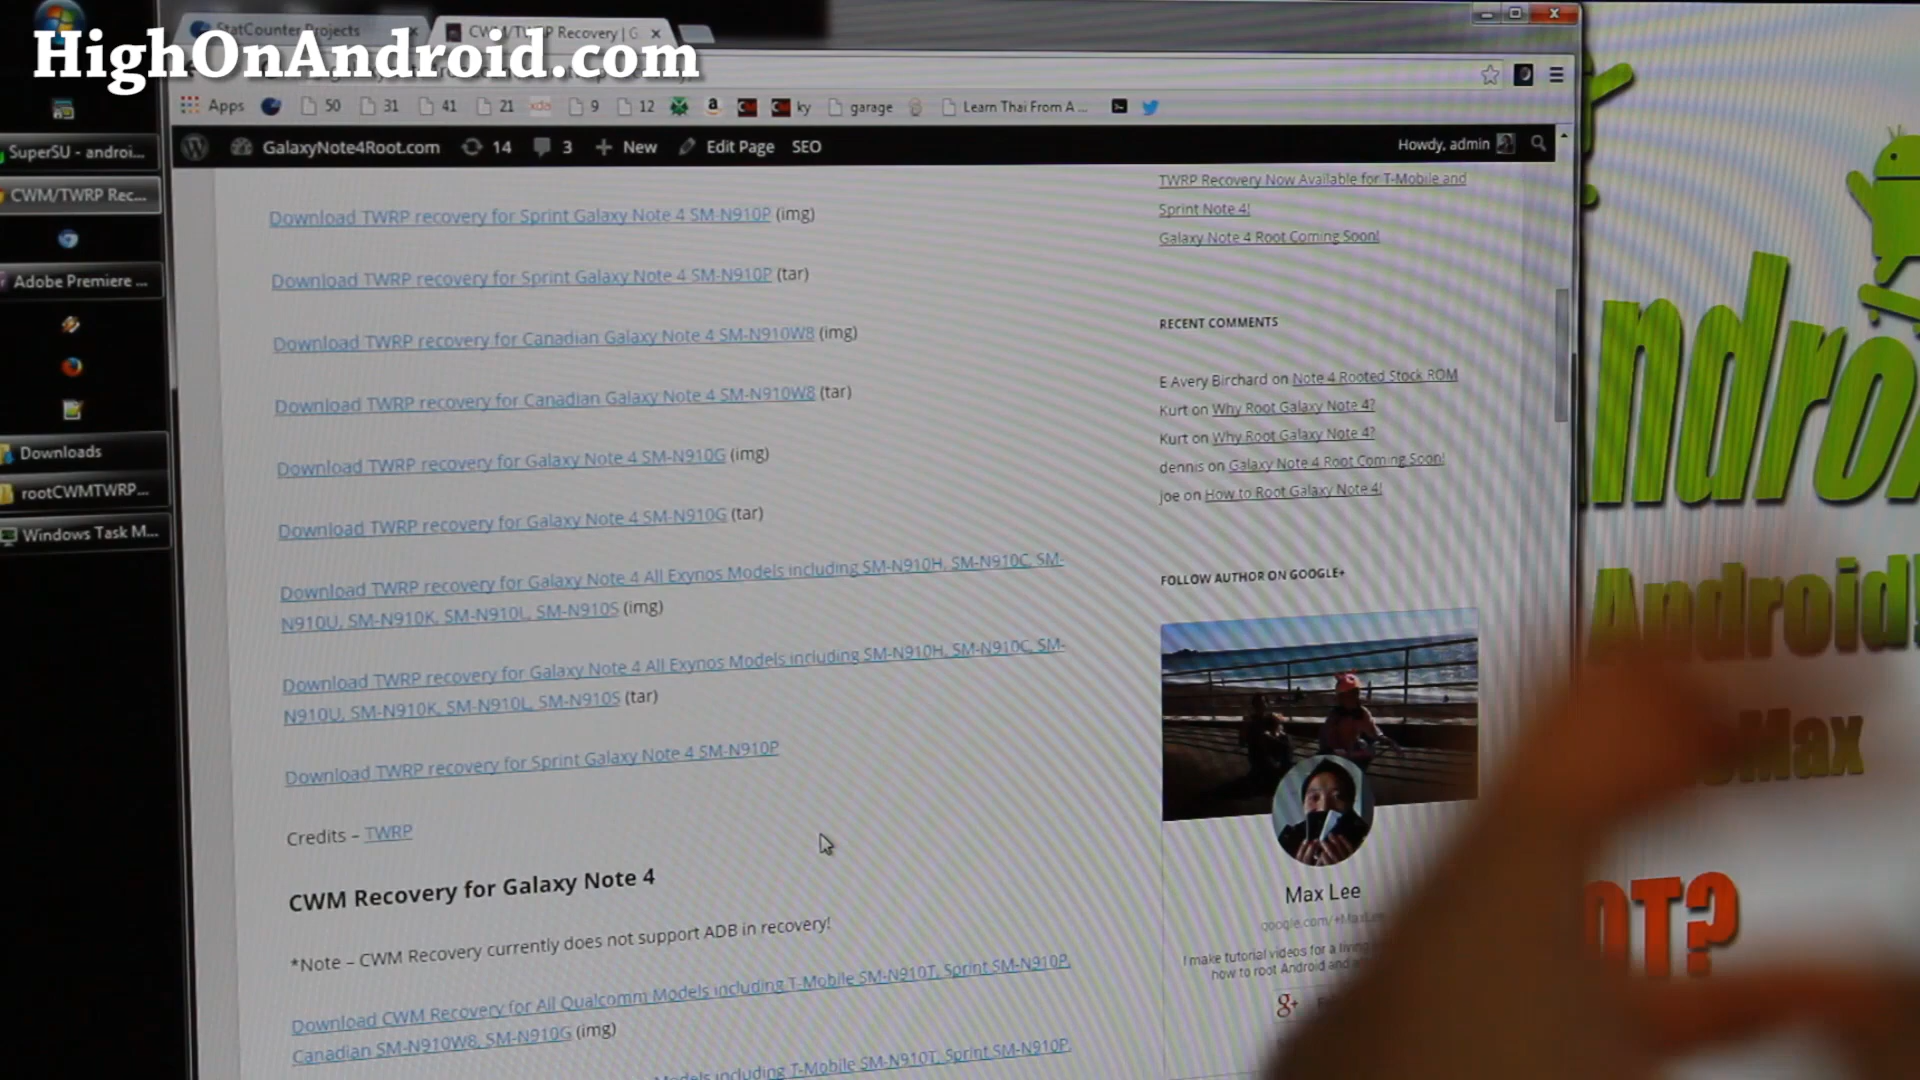 StatCounter Projects
CWM/TWRP Recovery | G
HighOnAndroid.com
Apps 50 31 41 21 xda 9 12 a ky garage Learn Thai From A ...
GalaxyNote4Root.com 14 3 New Edit Page SEO Howdy, admin
SuperSU - androi...
CWM/TWRP Rec...
Adobe Premiere ...
Downloads
rootCWMTWRP...
Windows Task M...
Download TWRP recovery for Sprint Galaxy Note 4 SM-N910P (img)
Download TWRP recovery for Sprint Galaxy Note 4 SM-N910P (tar)
Download TWRP recovery for Canadian Galaxy Note 4 SM-N910W8 (img)
Download TWRP recovery for Canadian Galaxy Note 4 SM-N910W8 (tar)
Download TWRP recovery for Galaxy Note 4 SM-N910G (img)
Download TWRP recovery for Galaxy Note 4 SM-N910G (tar)
Download TWRP recovery for Galaxy Note 4 All Exynos Models including SM-N910H, SM-N910C, SM-
N910U, SM-N910K, SM-N910L, SM-N910S (img)
Download TWRP recovery for Galaxy Note 4 All Exynos Models including SM-N910H, SM-N910C, SM-
N910U, SM-N910K, SM-N910L, SM-N910S (tar)
Download TWRP recovery for Sprint Galaxy Note 4 SM-N910P
Credits – TWRP
CWM Recovery for Galaxy Note 4
*Note – CWM Recovery currently does not support ADB in recovery!
Download CWM Recovery for All Qualcomm Models including T-Mobile SM-N910T, Sprint SM-N910P,
Canadian SM-N910W8, SM-N910G (img)
Models including T-Mobile SM-N910T, Sprint SM-N910P,
TWRP Recovery Now Available for T-Mobile and
Sprint Note 4!
Galaxy Note 4 Root Coming Soon!
RECENT COMMENTS
E Avery Birchard on Note 4 Rooted Stock ROM
Kurt on Why Root Galaxy Note 4?
Kurt on Why Root Galaxy Note 4?
dennis on Galaxy Note 4 Root Coming Soon!
Joe on How to Root Galaxy Note 4!
FOLLOW AUTHOR ON GOOGLE+
Max Lee
google.com/+MaxLee
I make tutorial videos for a living
how to root Android and
g+
ndro
Android!
Max
OT?